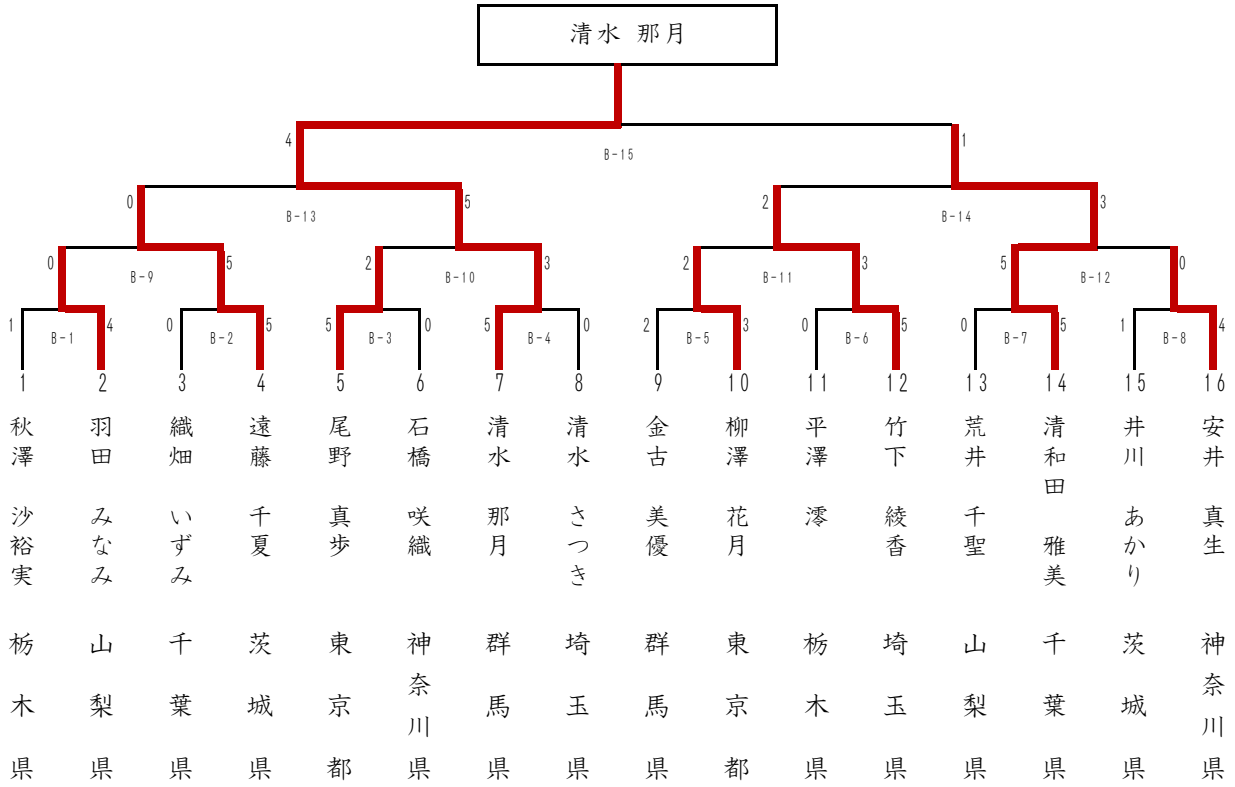 清水 那月
4 1
B-15
0 5 2 3
B-13 B-14
0 5 2 3 2 3 5 0
B-9 B-10 B-11 B-12
1 4 0 5 5 0 5 0 2 3 0 5 0 5 1 4
B-1 B-2 B-3 B-4 B-5 B-6 B-7 B-8
1 2 3 4 5 6 7 8 9 10 11 12 13 14 15 16
秋澤 沙裕実
羽田 みなみ
織畑 いずみ
遠藤 千夏
尾野 真歩
石橋 咲織
清水 那月
清水 さつき
金古 美優
柳澤 花月
平澤 澪
竹下 綾香
荒井 千聖
清和田 雅美
井川 あかり
安井 真生
栃木県
山梨県
千葉県
茨城県
東京都
神奈川県
群馬県
埼玉県
群馬県
東京都
栃木県
埼玉県
山梨県
千葉県
茨城県
神奈川県